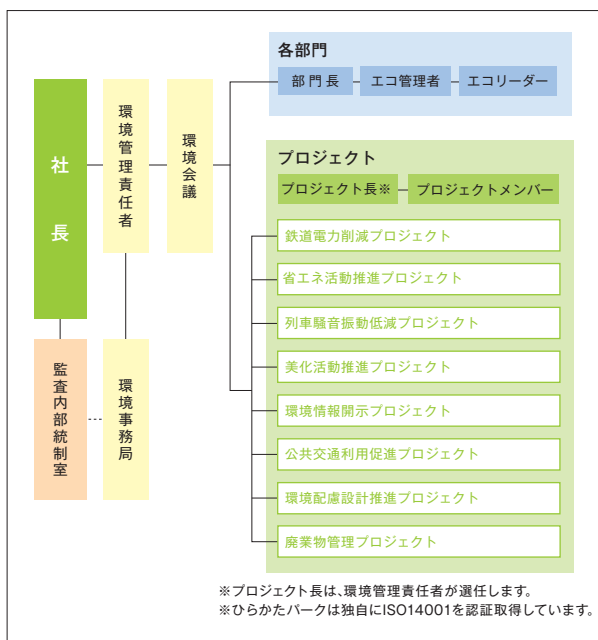 社長
環境管理責任者
環境会議
監査内部統制室
環境事務局
各部門
部門長
エコ管理者
エコリーダー
プロジェクト
プロジェクト長※
プロジェクトメンバー
鉄道電力削減プロジェクト
省エネ活動推進プロジェクト
列車騒音振動低減プロジェクト
美化活動推進プロジェクト
環境情報開示プロジェクト
公共交通利用促進プロジェクト
環境配慮設計推進プロジェクト
廃棄物管理プロジェクト
※プロジェクト長は、環境管理責任者が選任します。
※ひらかたパークは独自にISO14001を認証取得しています。